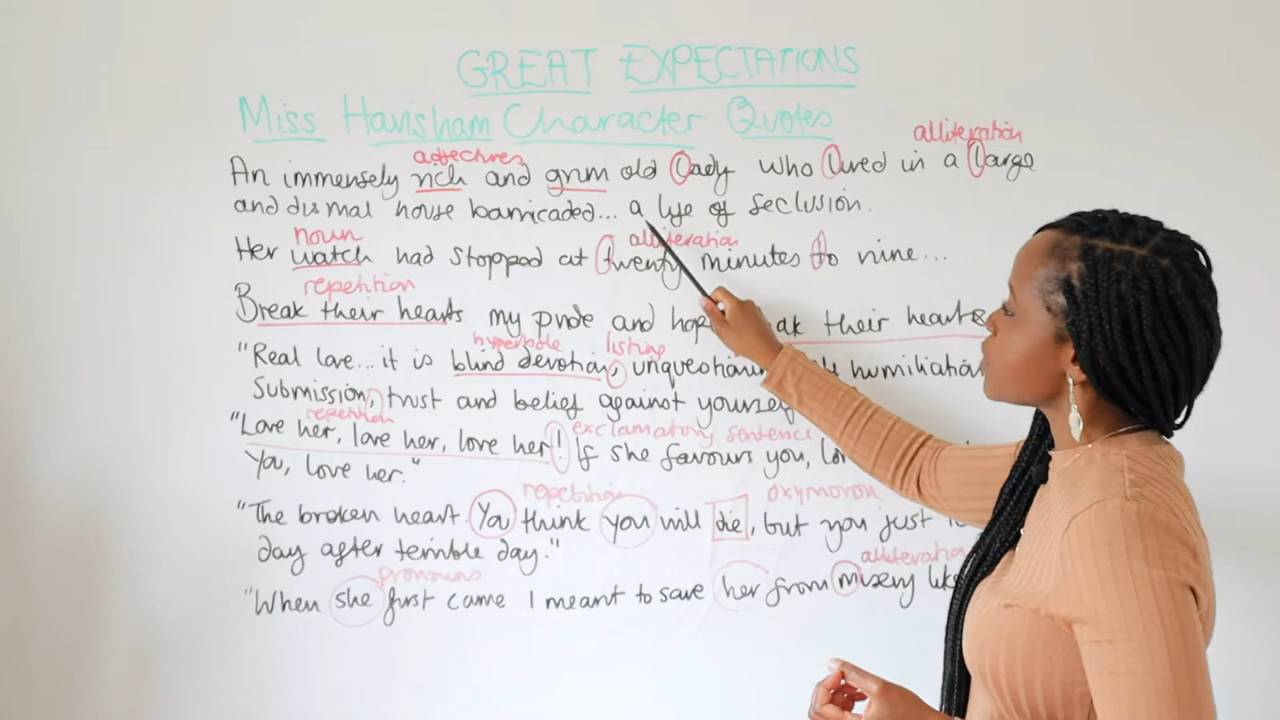 GREAT EXPECTATIONS
Miss Havisham Character Quotes
alliteration
adjectives
An immensely rich and grim old lady who lived in a large
and dismal house barricaded... a life of seclusion.
noun
alliteration
Her watch had stopped at twenty minutes to nine...
repetition
Break their hearts my pride and hope their hearts
hyperbole listing
"Real love... it is blind devotion, humiliation
submission, trust and belief against
repetition
exclamatory sentence
"Love her, love her, love her! If she favours you,
You, love her."
repetition oxymoron
"The broken heart. You think you will die, but you just
day after terrible day."
alliteration
pronouns
"When she first came I meant to save her from misery